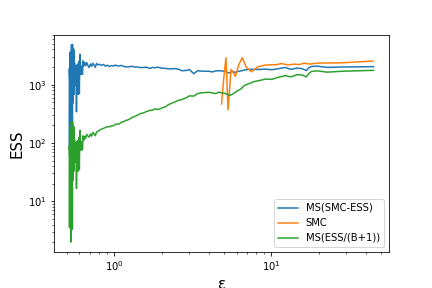 ESS
10³
10²
10¹
10⁰
10¹
ε
MS(SMC-ESS)
SMC
MS(ESS/(B+1))